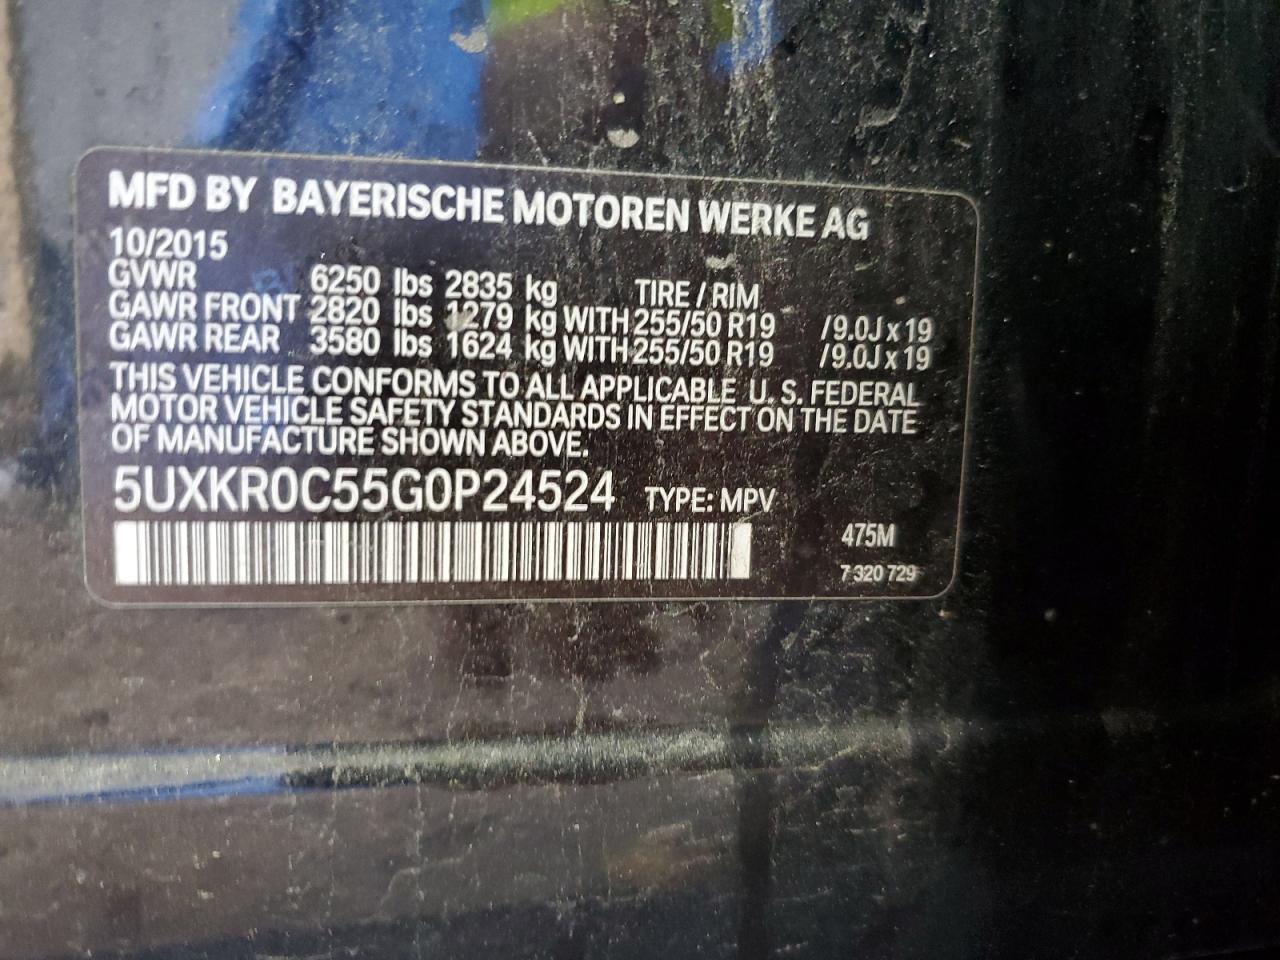 MFD BY BAYERISCHE MOTOREN WERKE AG
10/2015
GVWR 6250 lbs 2835 kg TIRE / RIM
GAWR FRONT 2820 lbs 1279 kg WITH 255/50 R19 /9.0J x 19
GAWR REAR 3580 lbs 1624 kg WITH 255/50 R19 /9.0J x 19
THIS VEHICLE CONFORMS TO ALL APPLICABLE U. S. FEDERAL
MOTOR VEHICLE SAFETY STANDARDS IN EFFECT ON THE DATE
OF MANUFACTURE SHOWN ABOVE.
5UXKR0C55G0P24524 TYPE: MPV
475M
7 320 729